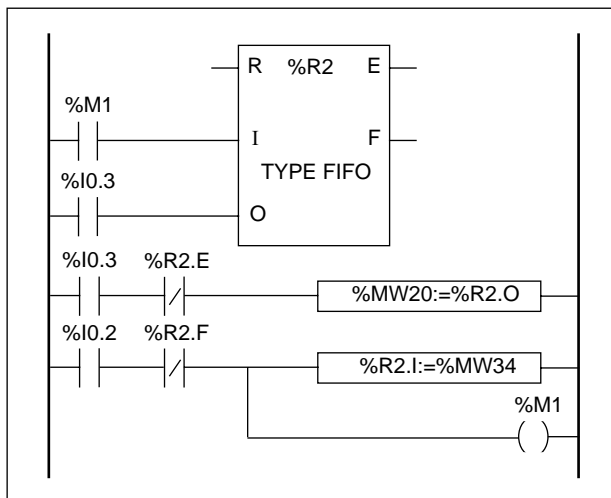 R %R2 E
%M1
I F
TYPE FIFO
%I0.3
O
%I0.3 %R2.E
%MW20:=%R2.O
%I0.2 %R2.F
%R2.I:=%MW34
%M1